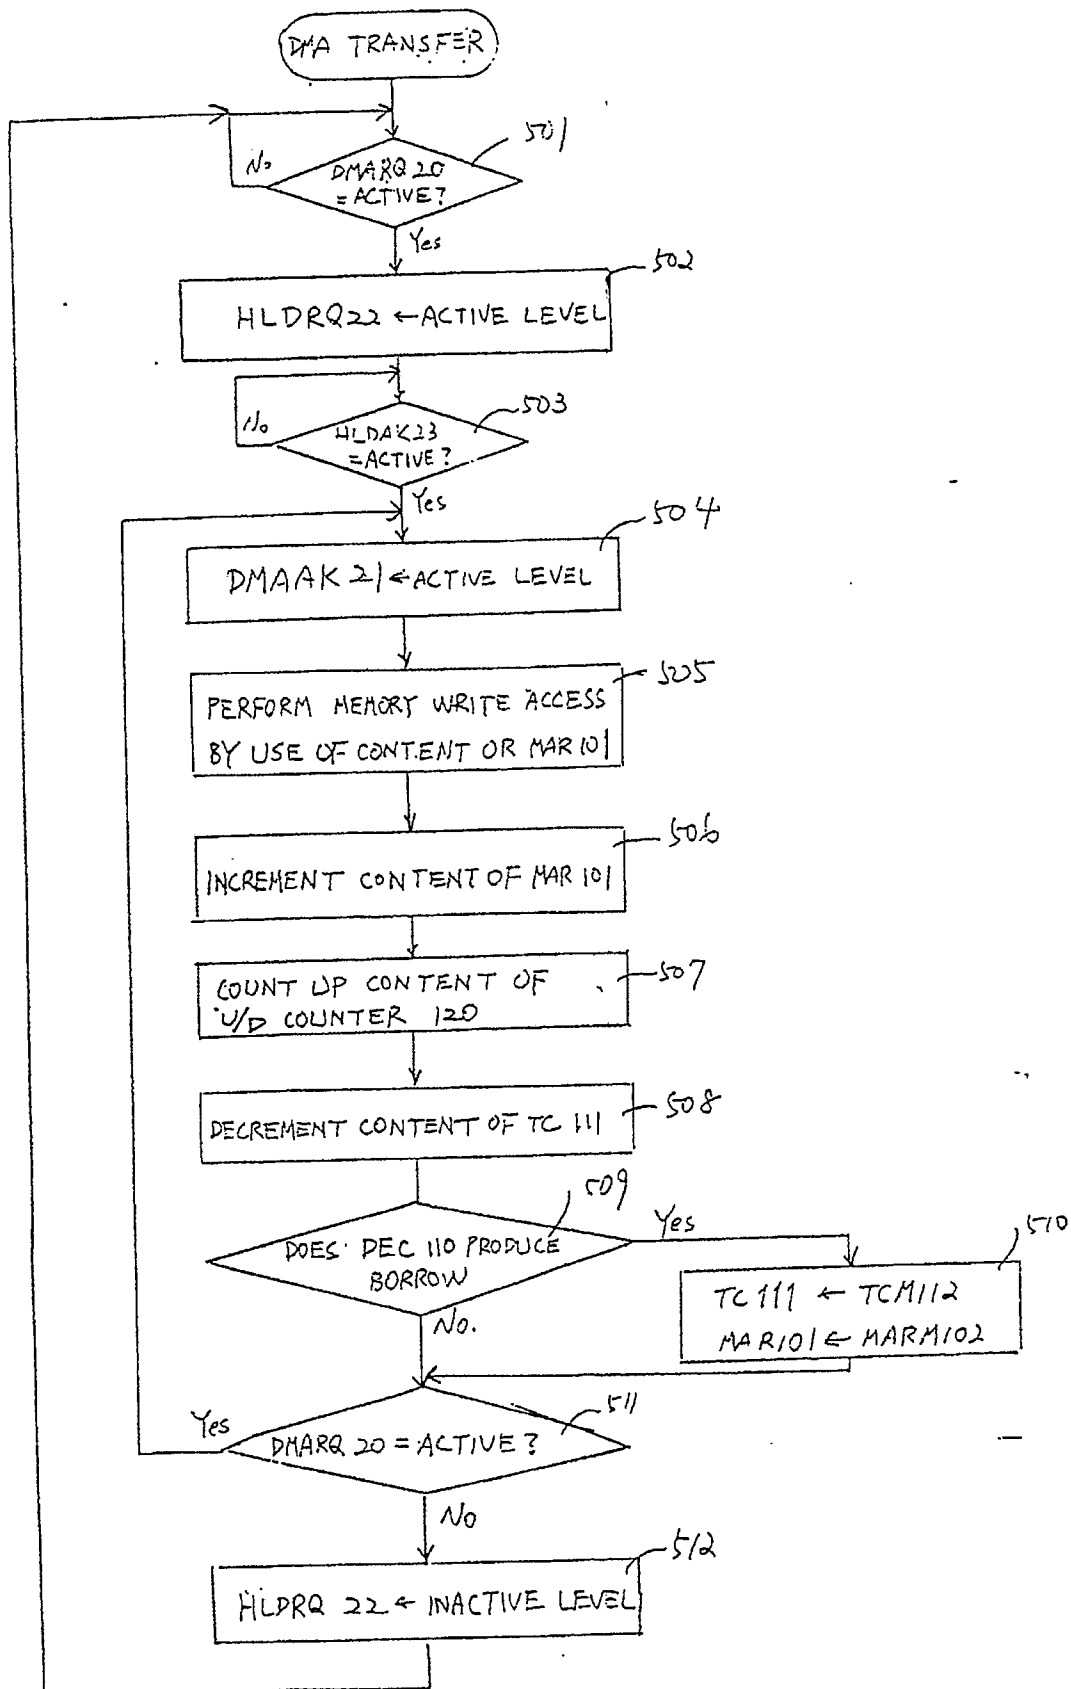 DMA TRANSFER
501
No
DMARQ 20
= ACTIVE?
Yes
502
HLDRQ22 ← ACTIVE LEVEL
503
No
HLDAK23
= ACTIVE?
Yes
504
DMAAK 21 ← ACTIVE LEVEL
505
PERFORM MEMORY WRITE ACCESS
BY USE OF CONTENT OR MAR 101
506
INCREMENT CONTENT OF MAR 101
507
COUNT UP CONTENT OF
U/D COUNTER 120
508
DECREMENT CONTENT OF TC 111
509
Yes
510
DOES DEC 110 PRODUCE
BORROW
TC 111 ← TCM112
MAR101 ← MARM102
No.
511
Yes
DMARQ 20 = ACTIVE?
No
512
HLDRQ 22 ← INACTIVE LEVEL